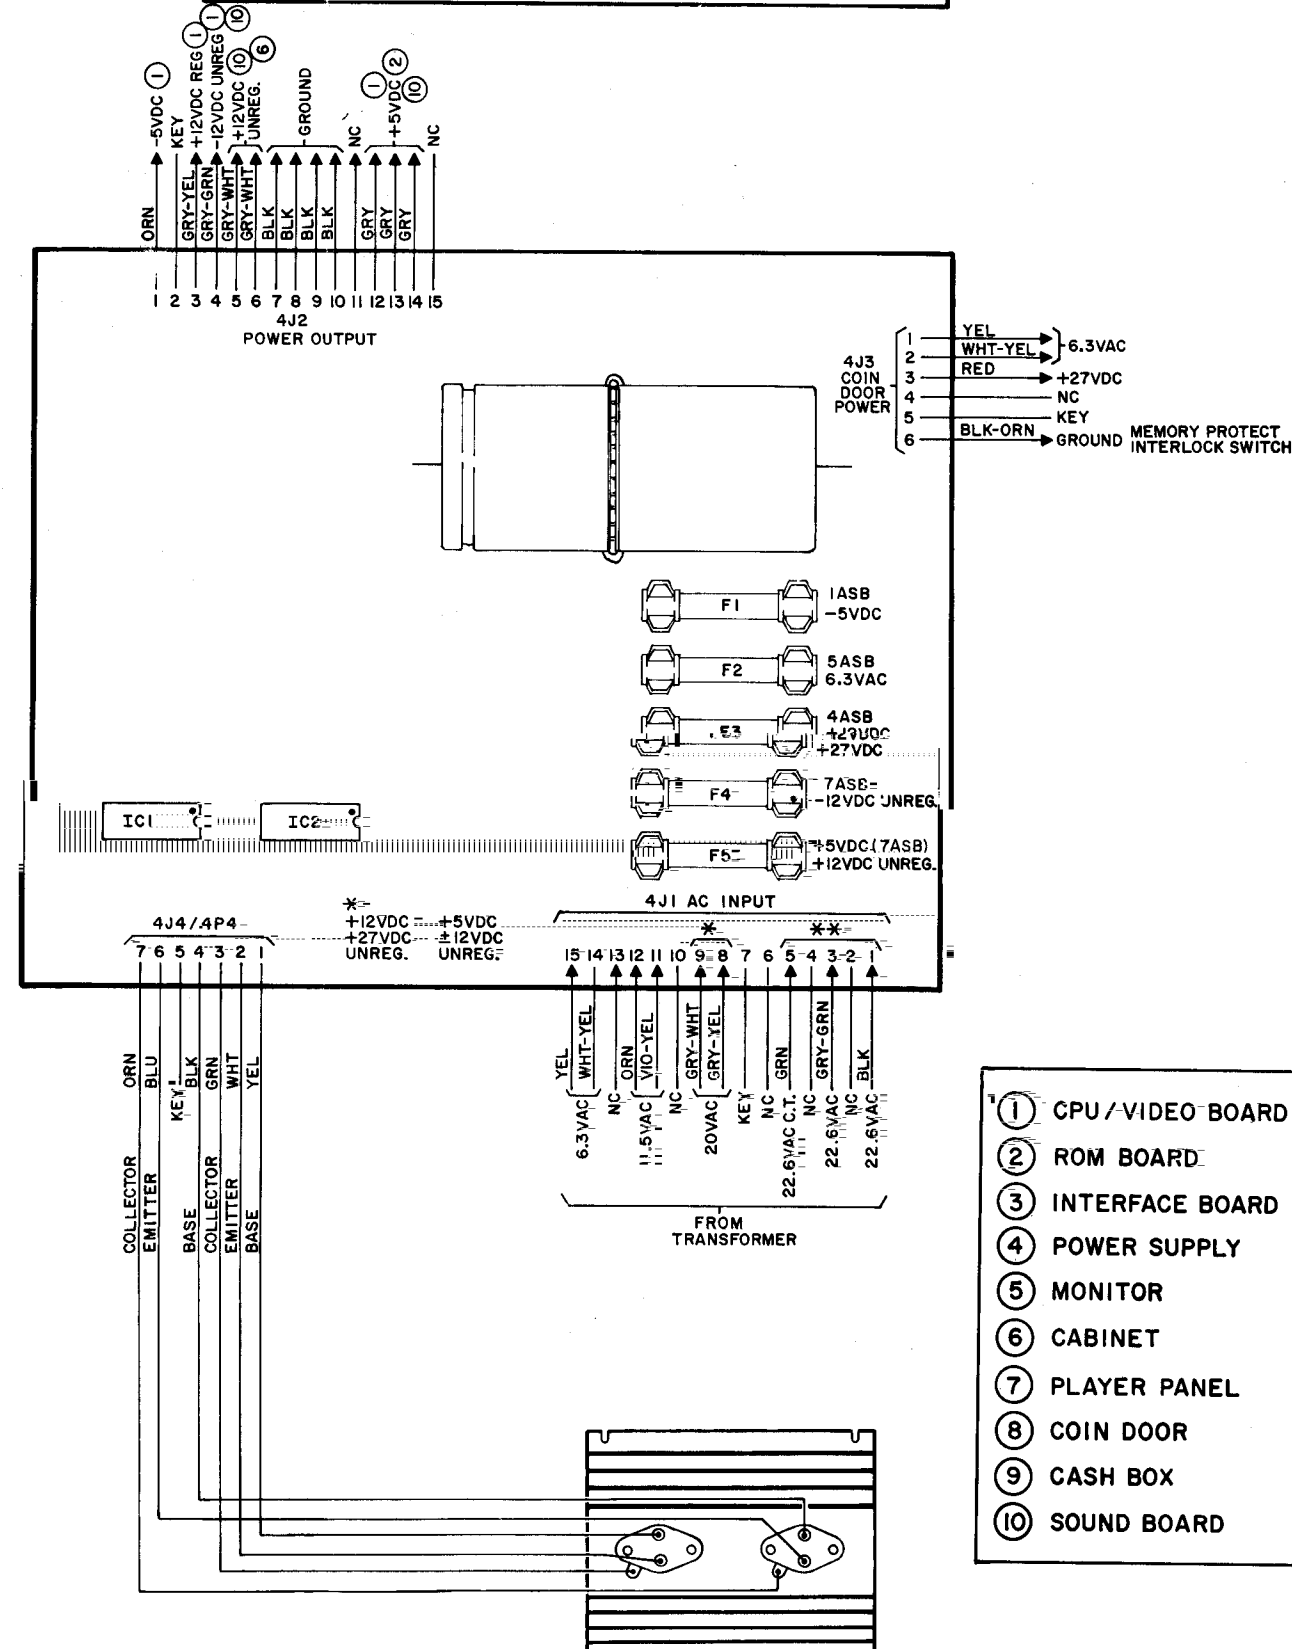 -5VDC ①
KEY
+12VDC REG ①
-12VDC UNREG ① ⑩
+12VDC ⑩
UNREG. ⑥
GROUND
NC
①
+5VDC ②
⑩
NC
ORN
GRY-YEL
GRY-GRN
GRY-WHT
GRY-WHT
BLK
BLK
BLK
BLK
GRY
GRY
GRY
1 2 3 4 5 6 7 8 9 10 11 12 13 14 15
4J2
POWER OUTPUT
4J3
COIN
DOOR
POWER
1 YEL
2 WHT-YEL
6.3VAC
3 RED +27VDC
4 NC
5 KEY
6 BLK-ORN GROUND
MEMORY PROTECT
INTERLOCK SWITCH
F1
1ASB
-5VDC
F2
5ASB
6.3VAC
4ASB
+27VDC
F4
7ASB
-12VDC UNREG.
F5
+5VDC (7ASB)
+12VDC UNREG.
IC1 IC2
4J4/4P4
7 6 5 4 3 2 1
*
+12VDC +5VDC
+27VDC ±12VDC
UNREG. UNREG.
4J1 AC INPUT
* **
15 14 13 12 11 10 9 8 7 6 5 4 3 2 1
ORN
BLU
KEY
BLK
GRN
WHT
YEL
COLLECTOR
EMITTER
BASE
COLLECTOR
EMITTER
BASE
YEL
WHT-YEL
6.3VAC
NC
ORN
VIO-YEL
11.5VAC
NC
GRY-WHT
GRY-YEL
20VAC
KEY
NC
GRN
22.6VAC C.T.
NC
GRY-GRN
22.6VAC
NC
BLK
22.6VAC
FROM
TRANSFORMER
① CPU/VIDEO BOARD
② ROM BOARD
③ INTERFACE BOARD
④ POWER SUPPLY
⑤ MONITOR
⑥ CABINET
⑦ PLAYER PANEL
⑧ COIN DOOR
⑨ CASH BOX
⑩ SOUND BOARD